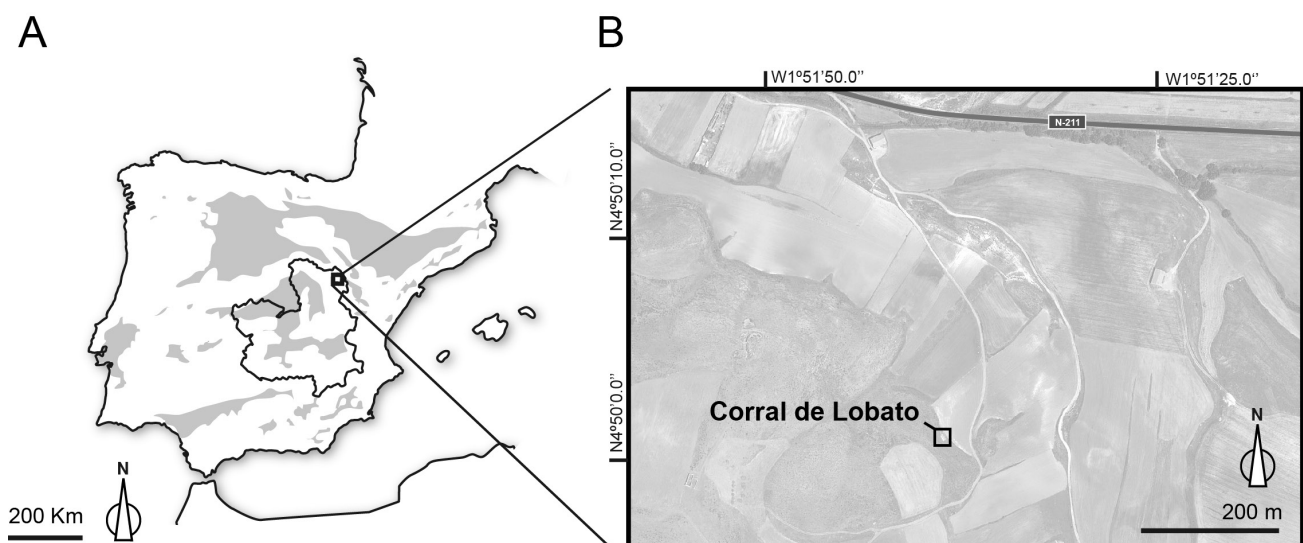 A
B
W1º51'50.0''
W1º51'25.0''
N-211
N4º50'10.0''
N4º50'0.0''
Corral de Lobato
N
200 Km
N
200 m